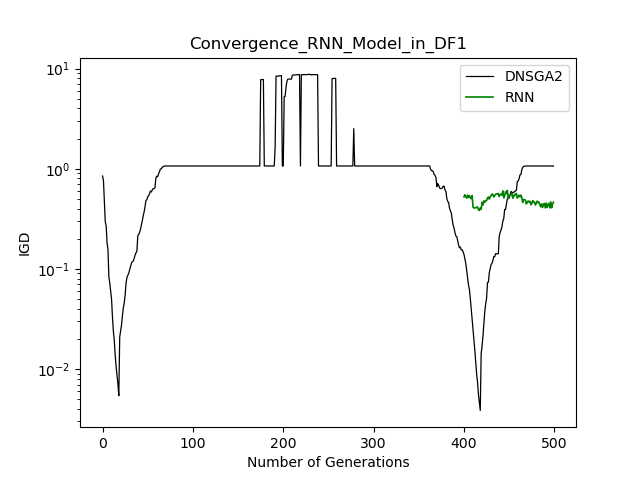 Convergence_RNN_Model_in_DF1
DNSGA2
RNN
IGD
10¹
10⁰
10⁻¹
10⁻²
0 100 200 300 400 500
Number of Generations